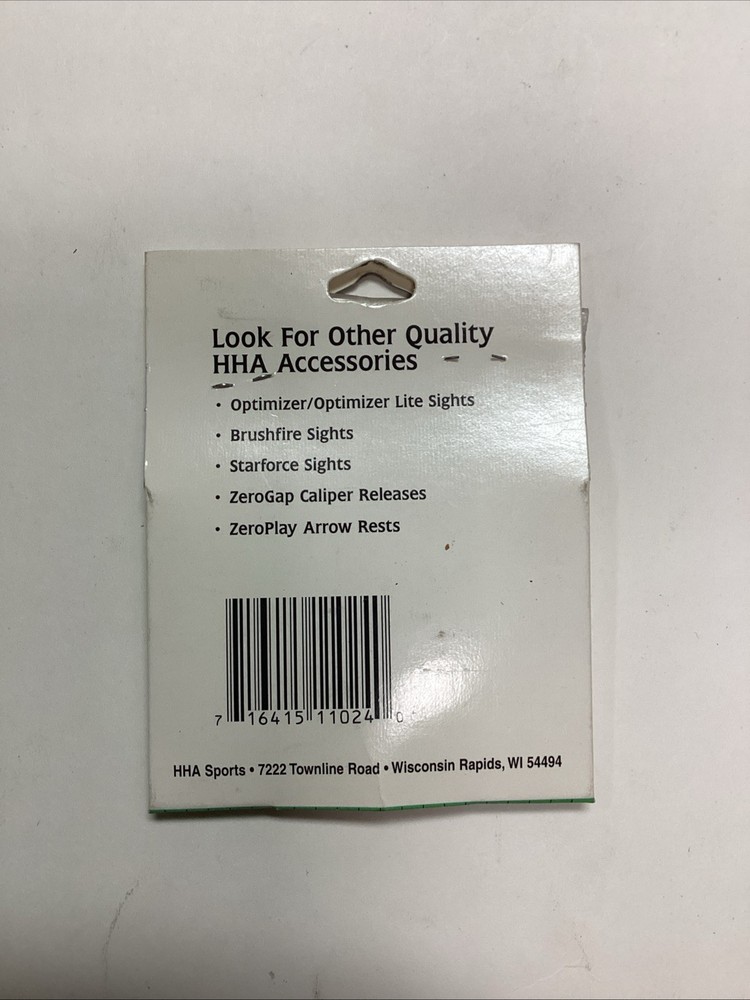 Look For Other Quality
HHA Accessories
• Optimizer/Optimizer Lite Sights
• Brushfire Sights
• Starforce Sights
• ZeroGap Caliper Releases
• ZeroPlay Arrow Rests
7 16415 11024 0
HHA Sports • 7222 Townline Road • Wisconsin Rapids, WI 54494